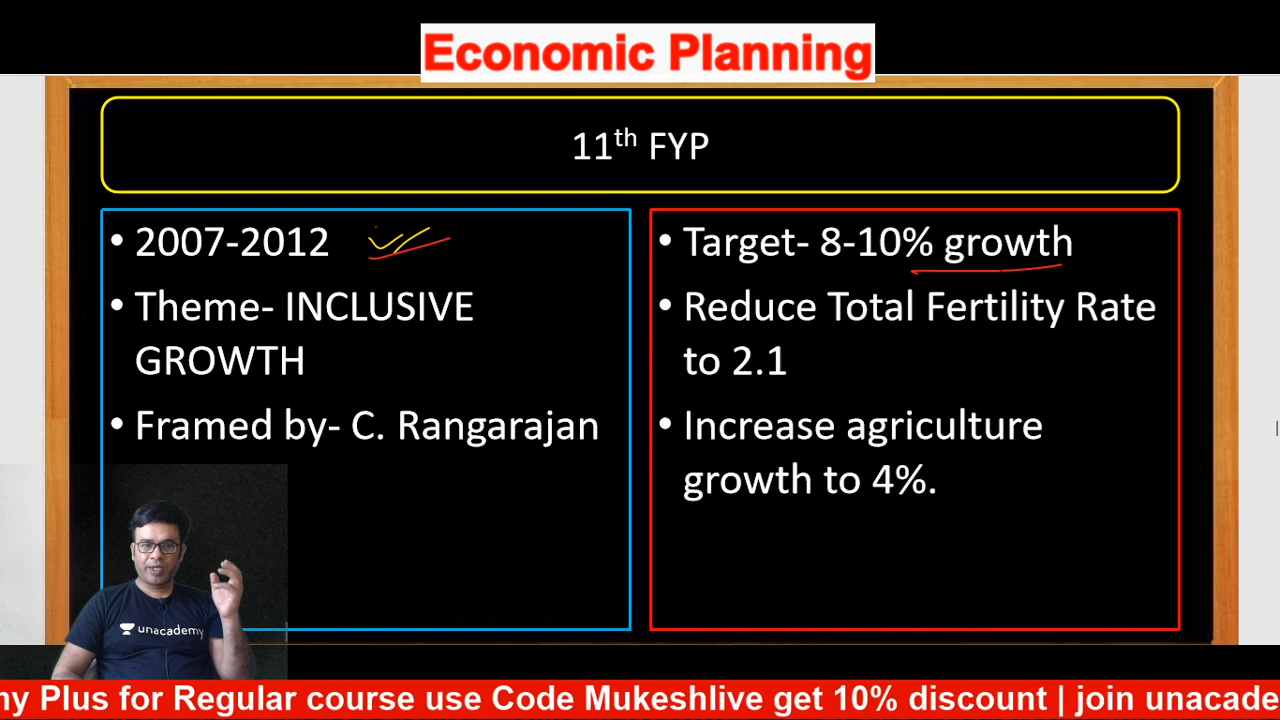 Economic Planning
11th FYP
• 2007-2012
• Theme- INCLUSIVE
GROWTH
• Framed by- C. Rangarajan
• Target- 8-10% growth
• Reduce Total Fertility Rate
to 2.1
• Increase agriculture
growth to 4%.
unacademy
Plus for Regular course use Code Mukeshlive get 10% discount | join